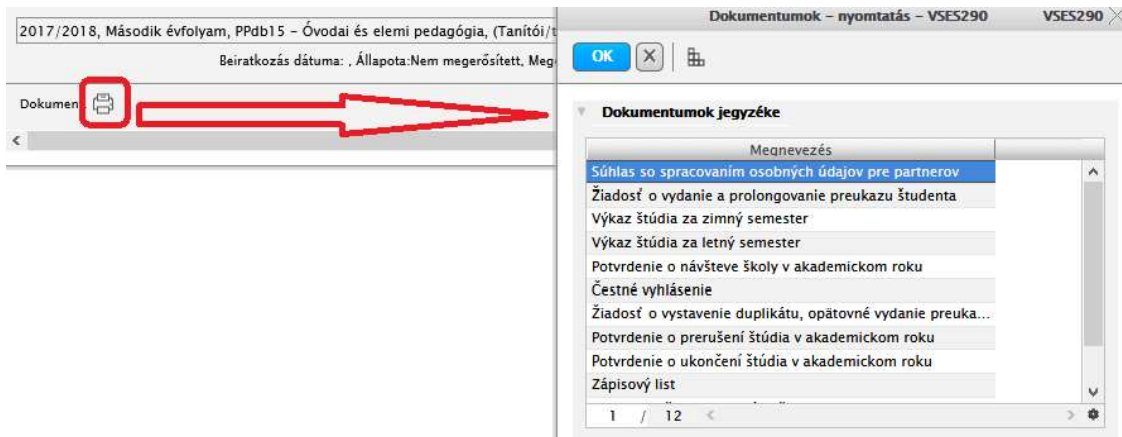 2017/2018, Második évfolyam, PPdb15 – Óvodai és elemi pedagógia, (Tanítói/t
Beiratkozás dátuma: , Állapota:Nem megerősített, Meg
Dokumen
Dokumentumok – nyomtatás – VSES290
VSES290
OK
Dokumentumok jegyzéke
Megnevezés
Súhlas so spracovaním osobných údajov pre partnerov
Žiadosť o vydanie a prolongovanie preukazu študenta
Výkaz štúdia za zimný semester
Výkaz štúdia za letný semester
Potvrdenie o návšteve školy v akademickom roku
Čestné vyhlásenie
Žiadosť o vystavenie duplikátu, opätovné vydanie preuka...
Potvrdenie o prerušení štúdia v akademickom roku
Potvrdenie o ukončení štúdia v akademickom roku
Zápisový list
1 / 12